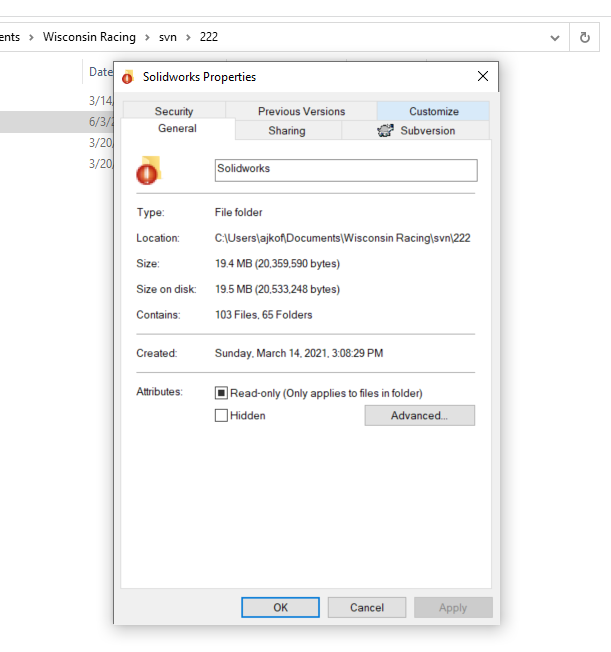 ents › Wisconsin Racing › svn › 222
Date
3/14/
6/3/2
3/20/
3/20/
Solidworks Properties
Security Previous Versions Customize
General Sharing Subversion
Solidworks
Type: File folder
Location: C:\Users\ajkof\Documents\Wisconsin Racing\svn\222
Size: 19.4 MB (20,359,590 bytes)
Size on disk: 19.5 MB (20,533,248 bytes)
Contains: 103 Files, 65 Folders
Created: Sunday, March 14, 2021, 3:08:29 PM
Attributes: Read-only (Only applies to files in folder)
Hidden Advanced...
OK Cancel Apply